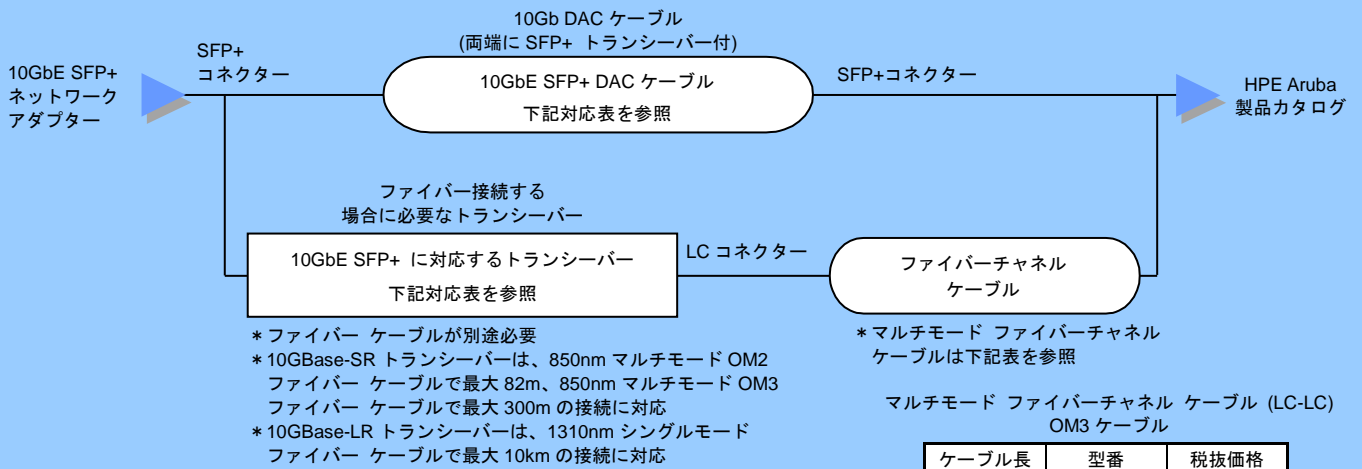 10Gb DAC ケーブル
(両端に SFP+ トランシーバー付)
10GbE SFP+
ネットワーク
アダプター
SFP+
コネクター
10GbE SFP+ DAC ケーブル
下記対応表を参照
SFP+コネクター
HPE Aruba
製品カタログ
ファイバー接続する
場合に必要なトランシーバー
10GbE SFP+ に対応するトランシーバー
下記対応表を参照
LC コネクター
ファイバーチャネル
ケーブル
*ファイバー ケーブルが別途必要
*10GBase-SR トランシーバーは、850nm マルチモード OM2
ファイバー ケーブルで最大 82m、850nm マルチモード OM3
ファイバー ケーブルで最大 300m の接続に対応
*10GBase-LR トランシーバーは、1310nm シングルモード
ファイバー ケーブルで最大 10km の接続に対応
*マルチモード ファイバーチャネル
ケーブルは下記表を参照
マルチモード ファイバーチャネル ケーブル (LC-LC)
OM3 ケーブル
ケーブル長 型番 税抜価格